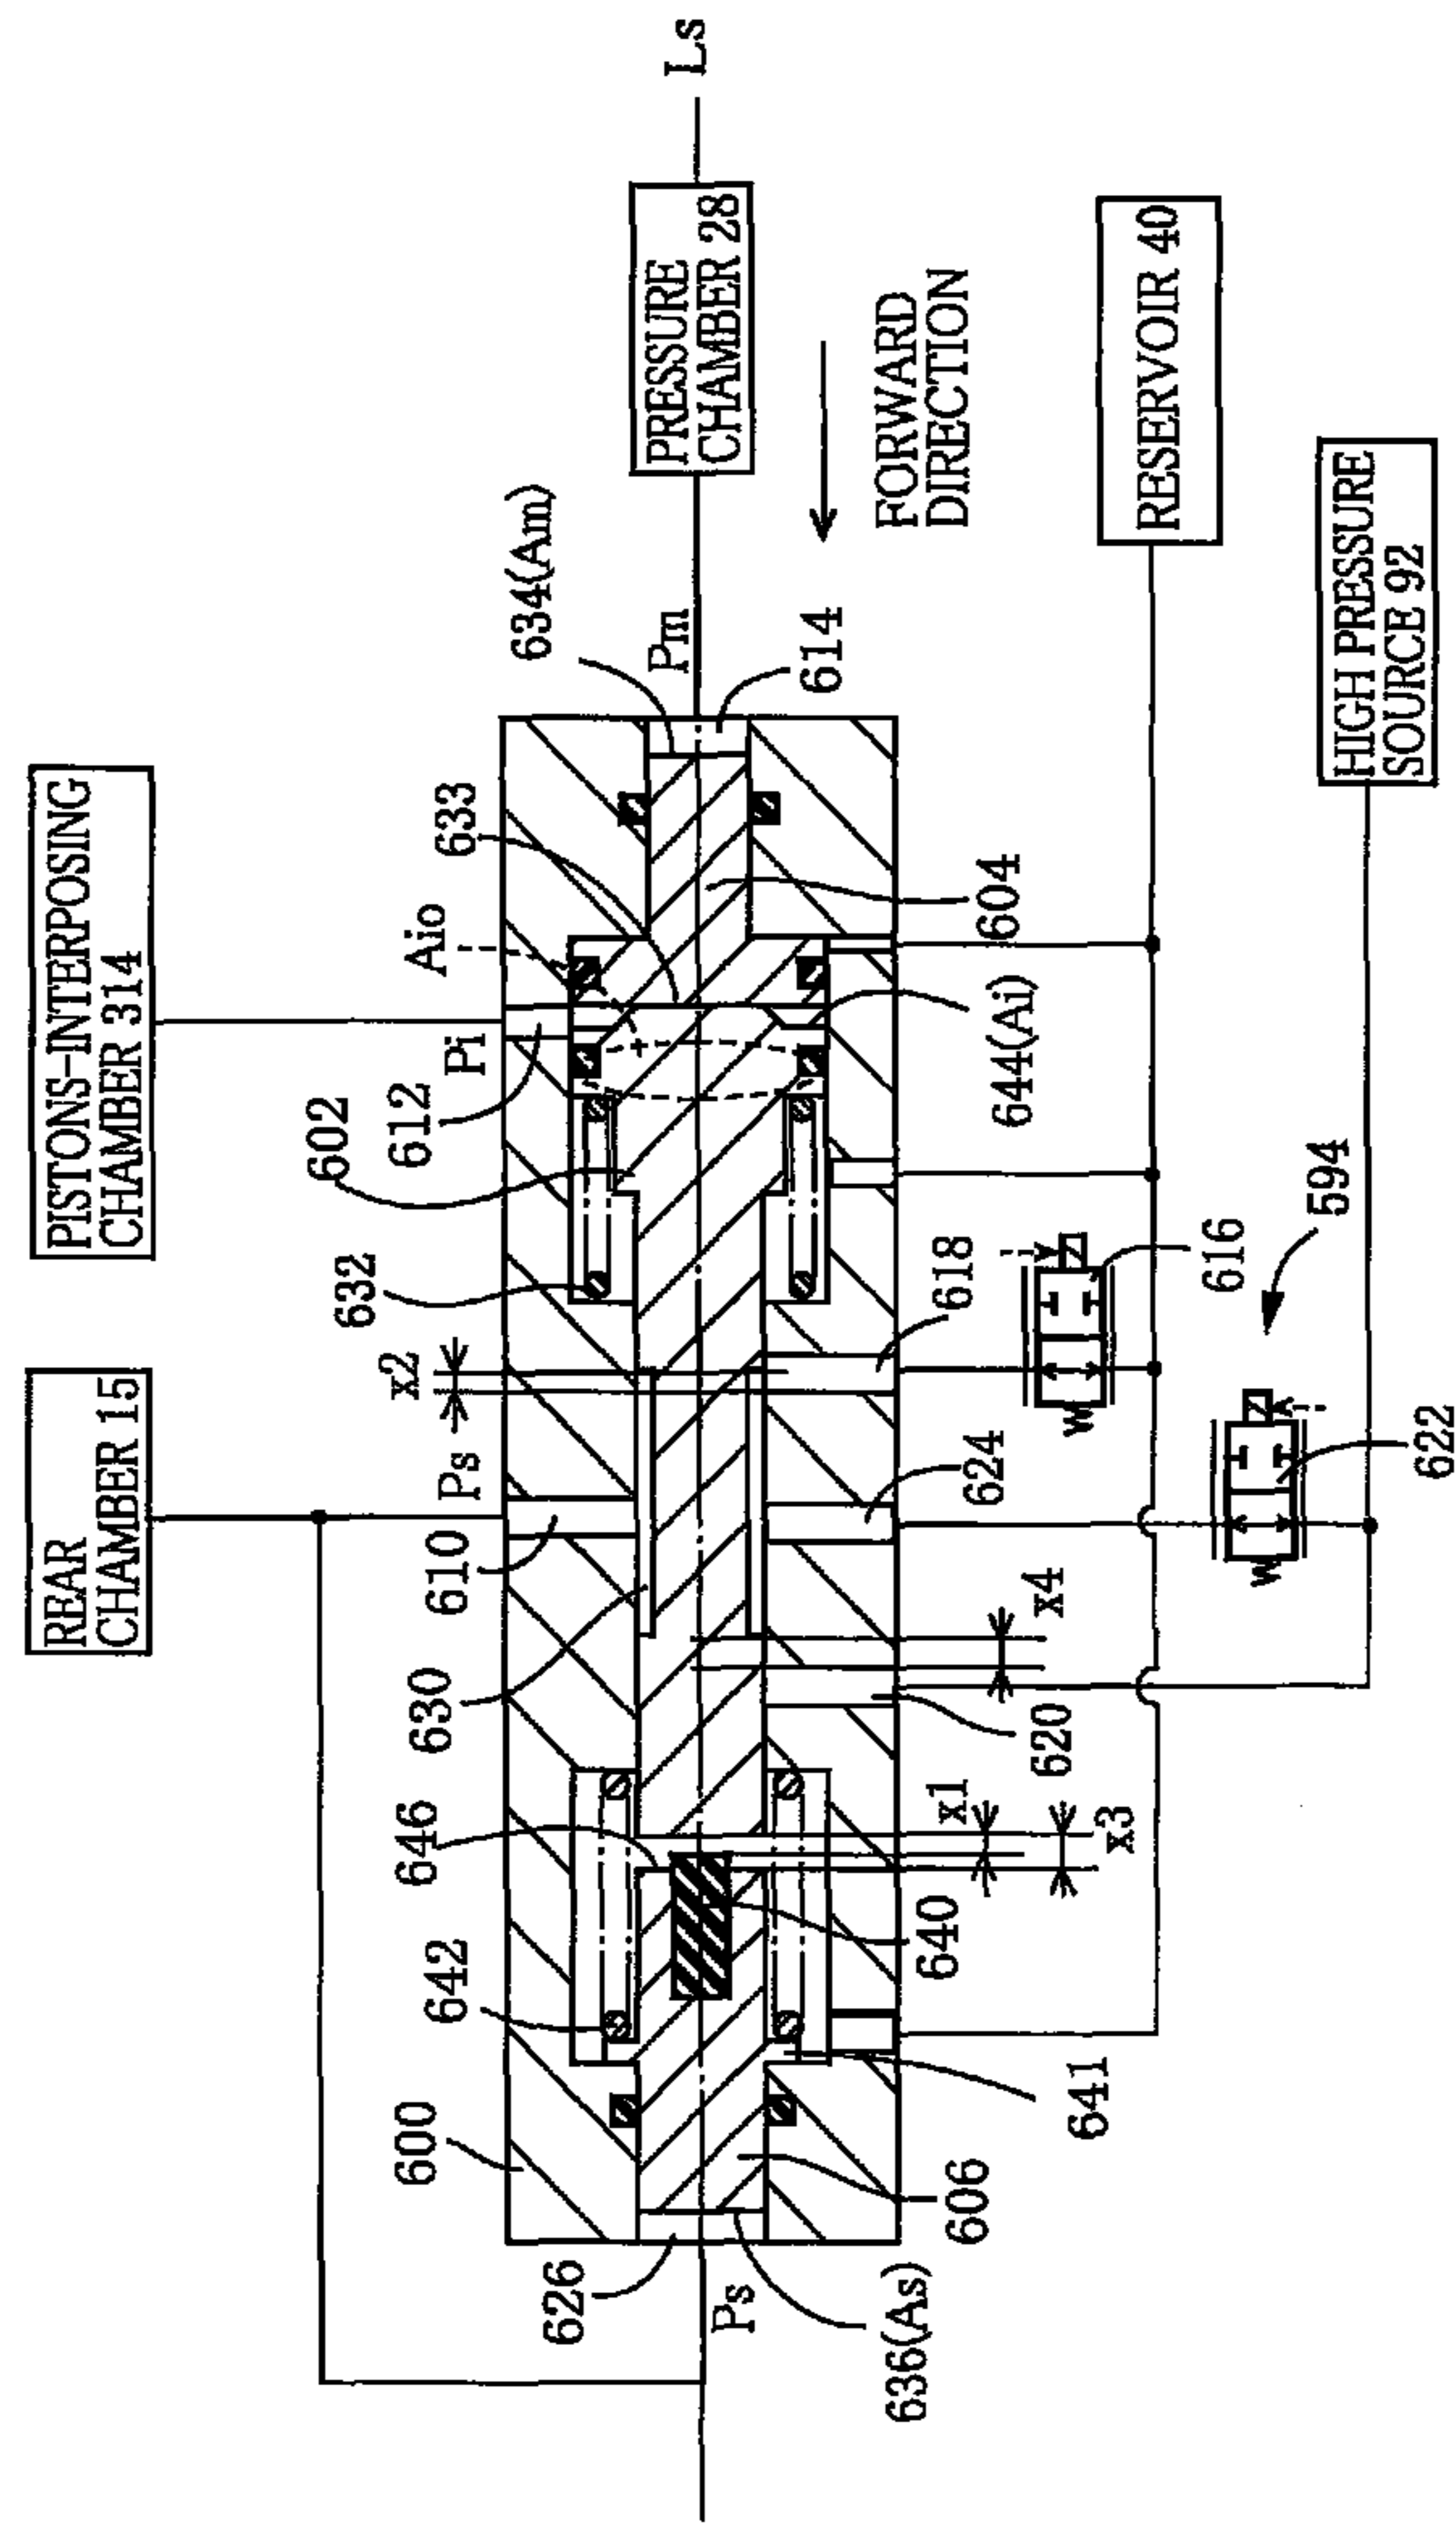 REAR
CHAMBER 15
PISTONS-INTERPOSING
CHAMBER 314
626
600
642
646
630
610
Ps
x2
632
602
612
Pi
Aio
633
634(Am)
Pm
614
Ls
PRESSURE
CHAMBER 28
FORWARD
DIRECTION
Ps
636(As)
606
641
640
x1
x3
620
x4
624
618
644(Ai)
604
616
594
622
RESERVOIR 40
HIGH PRESSURE
SOURCE 92